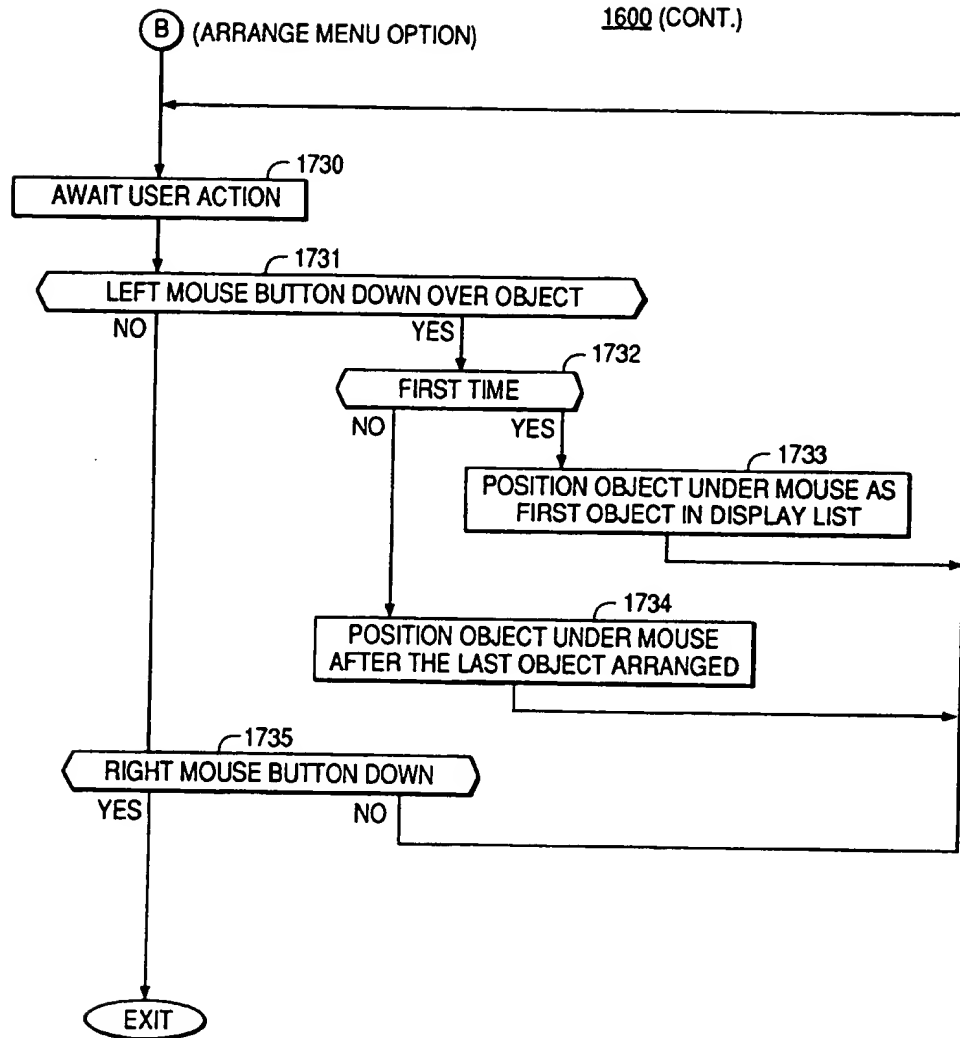 B (ARRANGE MENU OPTION)
1600 (CONT.)
1730
AWAIT USER ACTION
1731
LEFT MOUSE BUTTON DOWN OVER OBJECT
NO
YES
1732
FIRST TIME
NO
YES
1733
POSITION OBJECT UNDER MOUSE AS
FIRST OBJECT IN DISPLAY LIST
1734
POSITION OBJECT UNDER MOUSE
AFTER THE LAST OBJECT ARRANGED
1735
RIGHT MOUSE BUTTON DOWN
YES
NO
EXIT